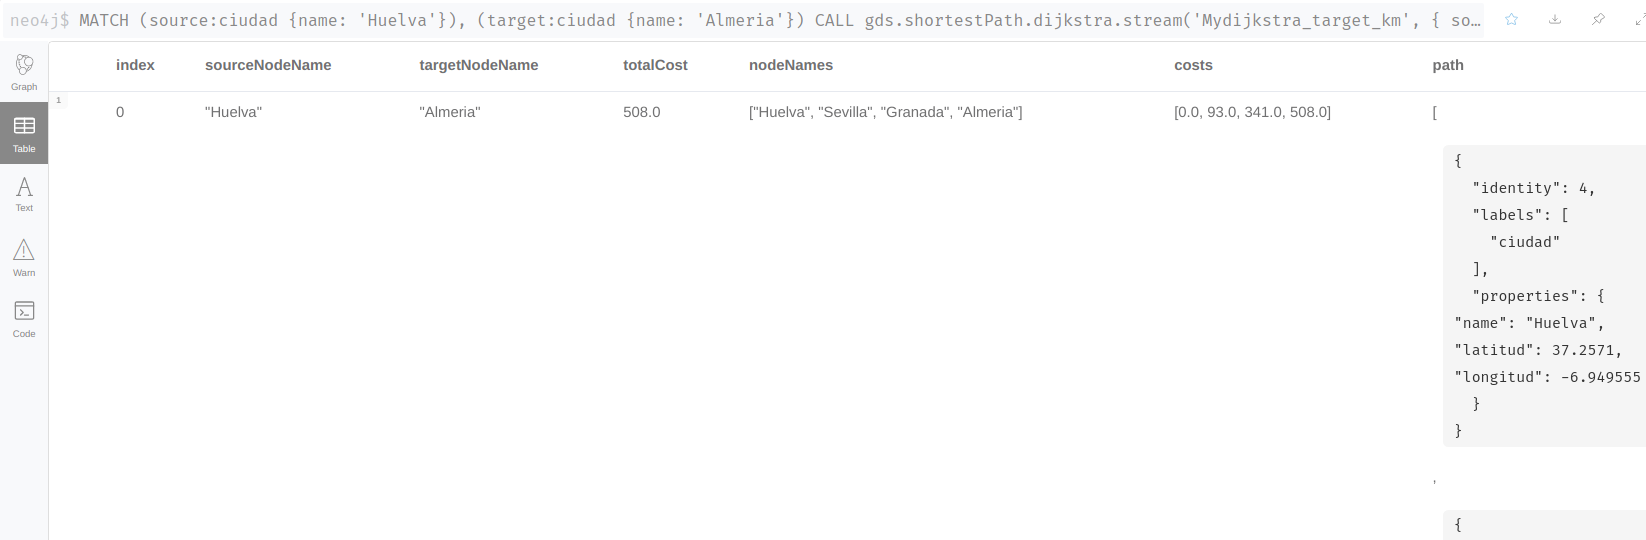 neo4j$ MATCH (source:ciudad {name: 'Huelva'}), (target:ciudad {name: 'Almeria'}) CALL gds.shortestPath.dijkstra.stream('Mydijkstra_target_km', { so…
Graph
Table
Text
Warn
Code
index sourceNodeName targetNodeName totalCost nodeNames costs path
1
0 "Huelva" "Almeria" 508.0 ["Huelva", "Sevilla", "Granada", "Almeria"] [0.0, 93.0, 341.0, 508.0] [
{
"identity": 4,
"labels": [
"ciudad"
],
"properties": {
"name": "Huelva",
"latitud": 37.2571,
"longitud": -6.949555
}
}
,
{